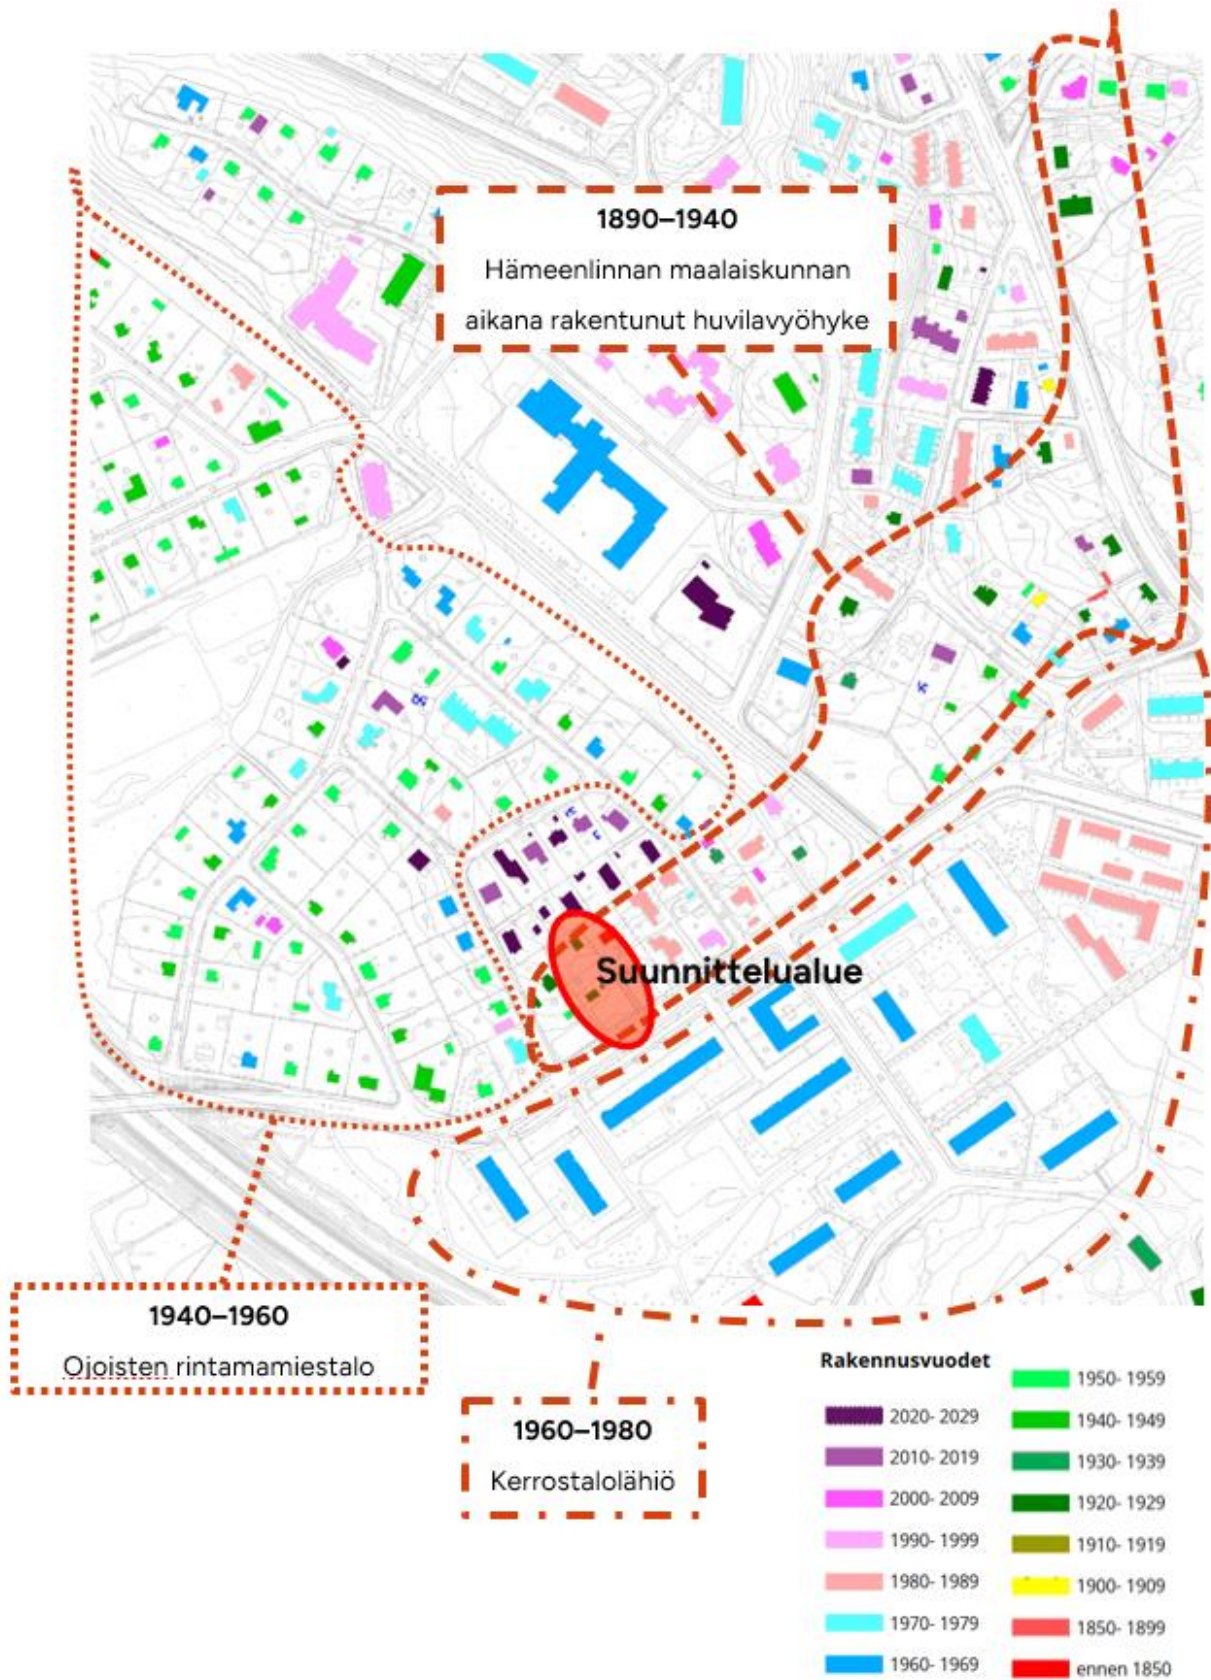 1890–1940
Hämeenlinnan maalaiskunnan
aikana rakentunut huvilavyöhyke
Suunnittelualue
1940–1960
Ojoisten rintamamiestalo
1960–1980
Kerrostalolähiö
Rakennusvuodet
2020- 2029
2010- 2019
2000- 2009
1990- 1999
1980- 1989
1970- 1979
1960- 1969
1950- 1959
1940- 1949
1930- 1939
1920- 1929
1910- 1919
1900- 1909
1850- 1899
ennen 1850